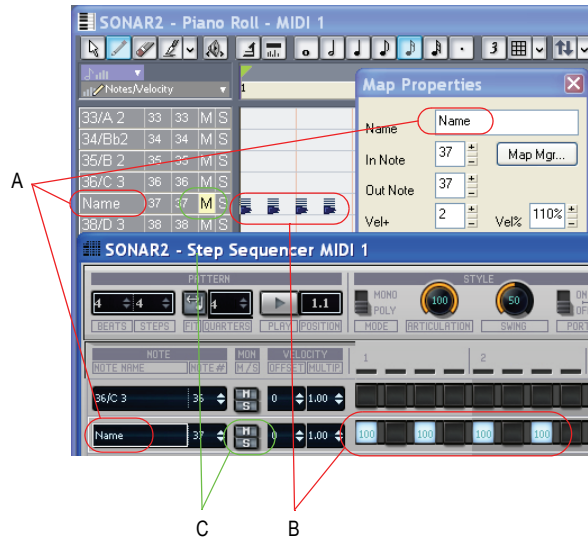 SONAR2 - Piano Roll - MIDI 1
3
Notes/Velocity
1
Map Properties
Name Name
In Note 37 Map Mgr...
Out Note 37
Vel+ 2 Vel% 110%
33/A 2 33 33 M S
34/Bb2 34 34 M S
35/B 2 35 35 M S
36/C 3 36 36 M S
Name 37 37 M S
38/D 3 38 38 M S
A
SONAR2 - Step Sequencer MIDI 1
PATTERN STYLE
4 4 4 1.1 MONO POLY 100 50
BEATS STEPS FIT QUARTERS PLAY POSITION MODE ARTICULATION SWING
NOTE MON VELOCITY 1 2
NOTE NAME NOTE # M/S OFFSET MULTIP
36/C 3 36 M S 0 1.00
Name 37 M S 0 1.00 100 100 100 100
C B